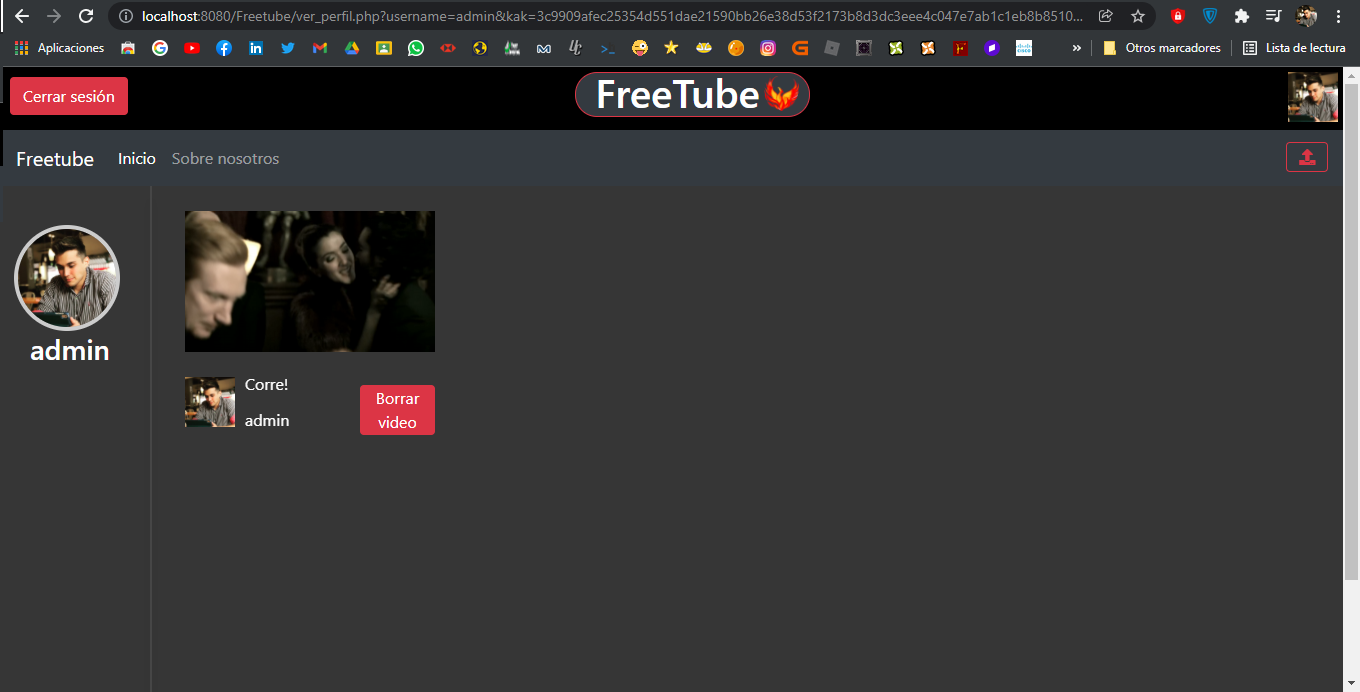 localhost:8080/Freetube/ver_perfil.php?username=admin&kak=3c9909afec25354d551dae21590bb26e38d53f2173b8d3dc3eee4c047e7ab1c1eb8b8510...
Aplicaciones
» Otros marcadores Lista de lectura
Cerrar sesión
FreeTube
Freetube Inicio Sobre nosotros
admin
Corre!
admin
Borrar
video